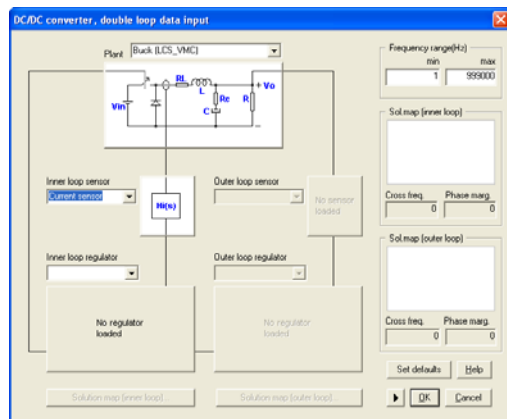 DC/DC converter, double loop data input
Plant Buck (LCS_VMC)
Frequency range(Hz)
min max
1 999000
Vin RL L Re C R + Vo -
Sol.map (inner loop)
Inner loop sensor
Current sensor
Hi(s)
Outer loop sensor
No sensor
loaded
Cross freq. Phase marg.
0 0
Inner loop regulator
Outer loop regulator
Sol.map (outer loop)
No regulator
loaded
No regulator
loaded
Cross freq. Phase marg.
0 0
Set defaults Help
Solution map (inner loop)...
Solution map (outer loop)...
OK Cancel